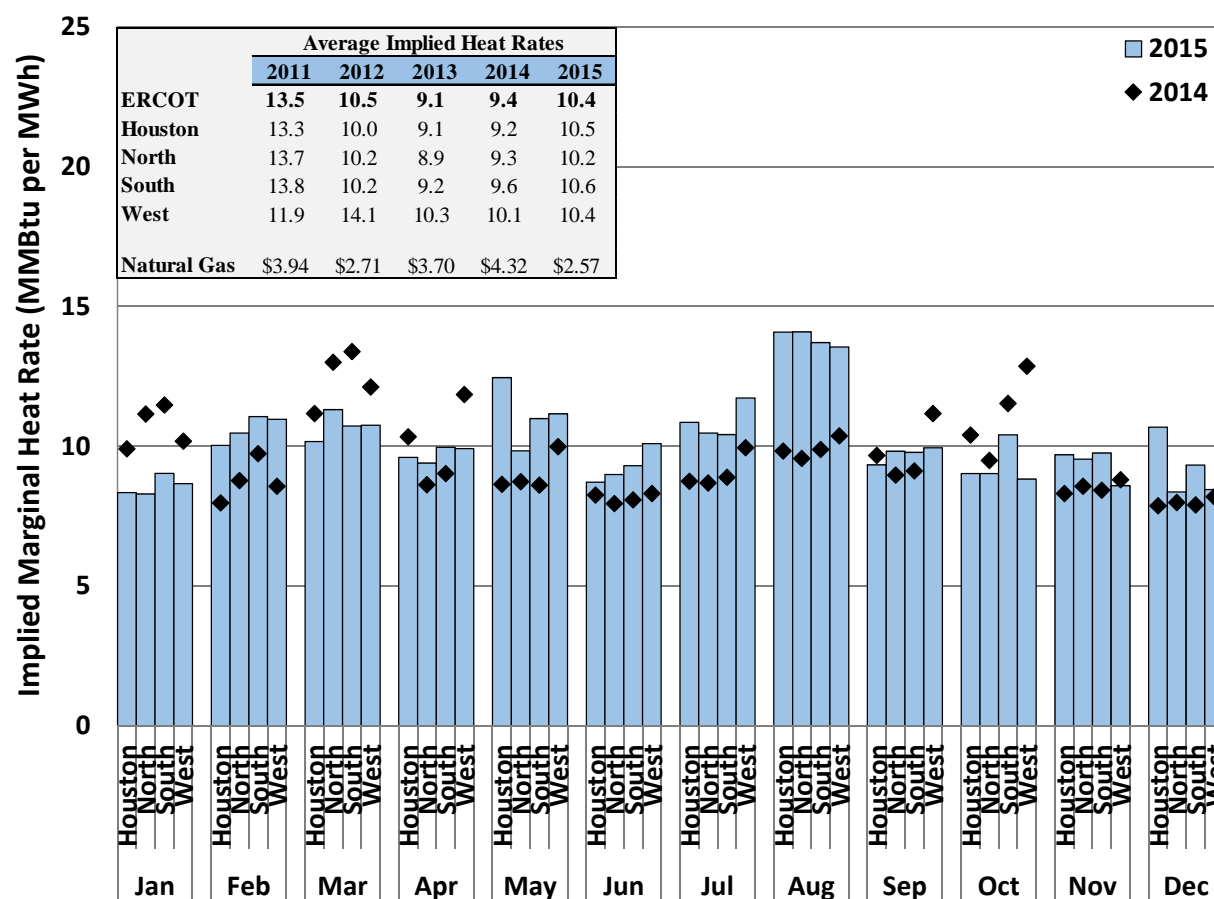 Implied Marginal Heat Rate (MMBtu per MWh)
25
20
15
10
5
0
Average Implied Heat Rates
2011 2012 2013 2014 2015
ERCOT 13.5 10.5 9.1 9.4 10.4
Houston 13.3 10.0 9.1 9.2 10.5
North 13.7 10.2 8.9 9.3 10.2
South 13.8 10.2 9.2 9.6 10.6
West 11.9 14.1 10.3 10.1 10.4
Natural Gas $3.94 $2.71 $3.70 $4.32 $2.57
2015
2014
Houston North South West Houston North South West Houston North South West Houston North South West Houston North South West Houston North South West Houston North South West Houston North South West Houston North South West Houston North South West Houston North South West Houston North South West
Jan Feb Mar Apr May Jun Jul Aug Sep Oct Nov Dec